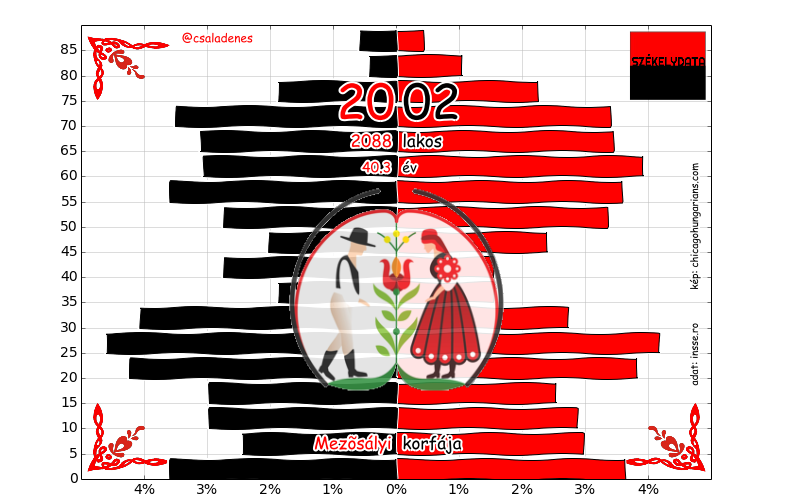 @csaladenes
SZÉKELYDATA
2002
2088 lakos
40.3 év
kép: chicagohungarians.com
adat: insse.ro
Mezősályi korfája
85
80
75
70
65
60
55
50
45
40
35
30
25
20
15
10
5
0
4% 3% 2% 1% 0% 1% 2% 3% 4%